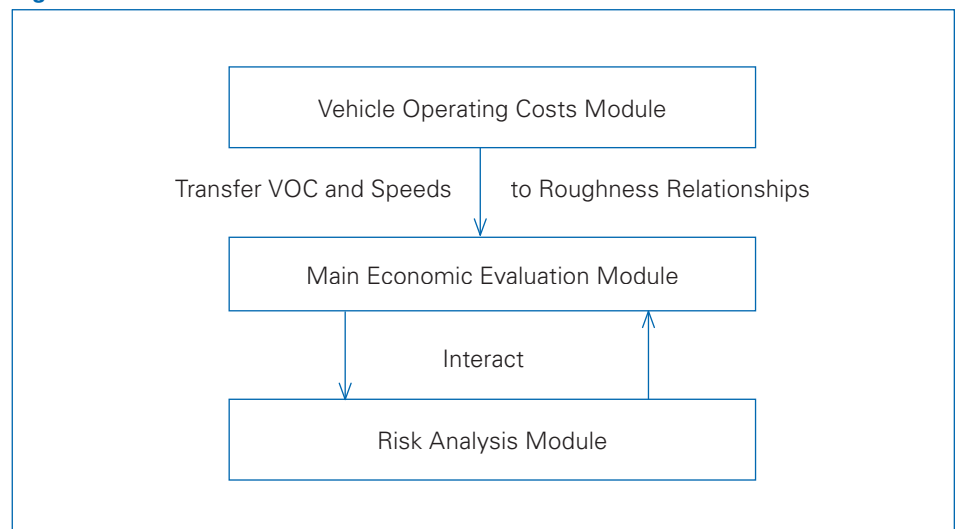 Vehicle Operating Costs Module
Transfer VOC and Speeds to Roughness Relationships
Main Economic Evaluation Module
Interact
Risk Analysis Module